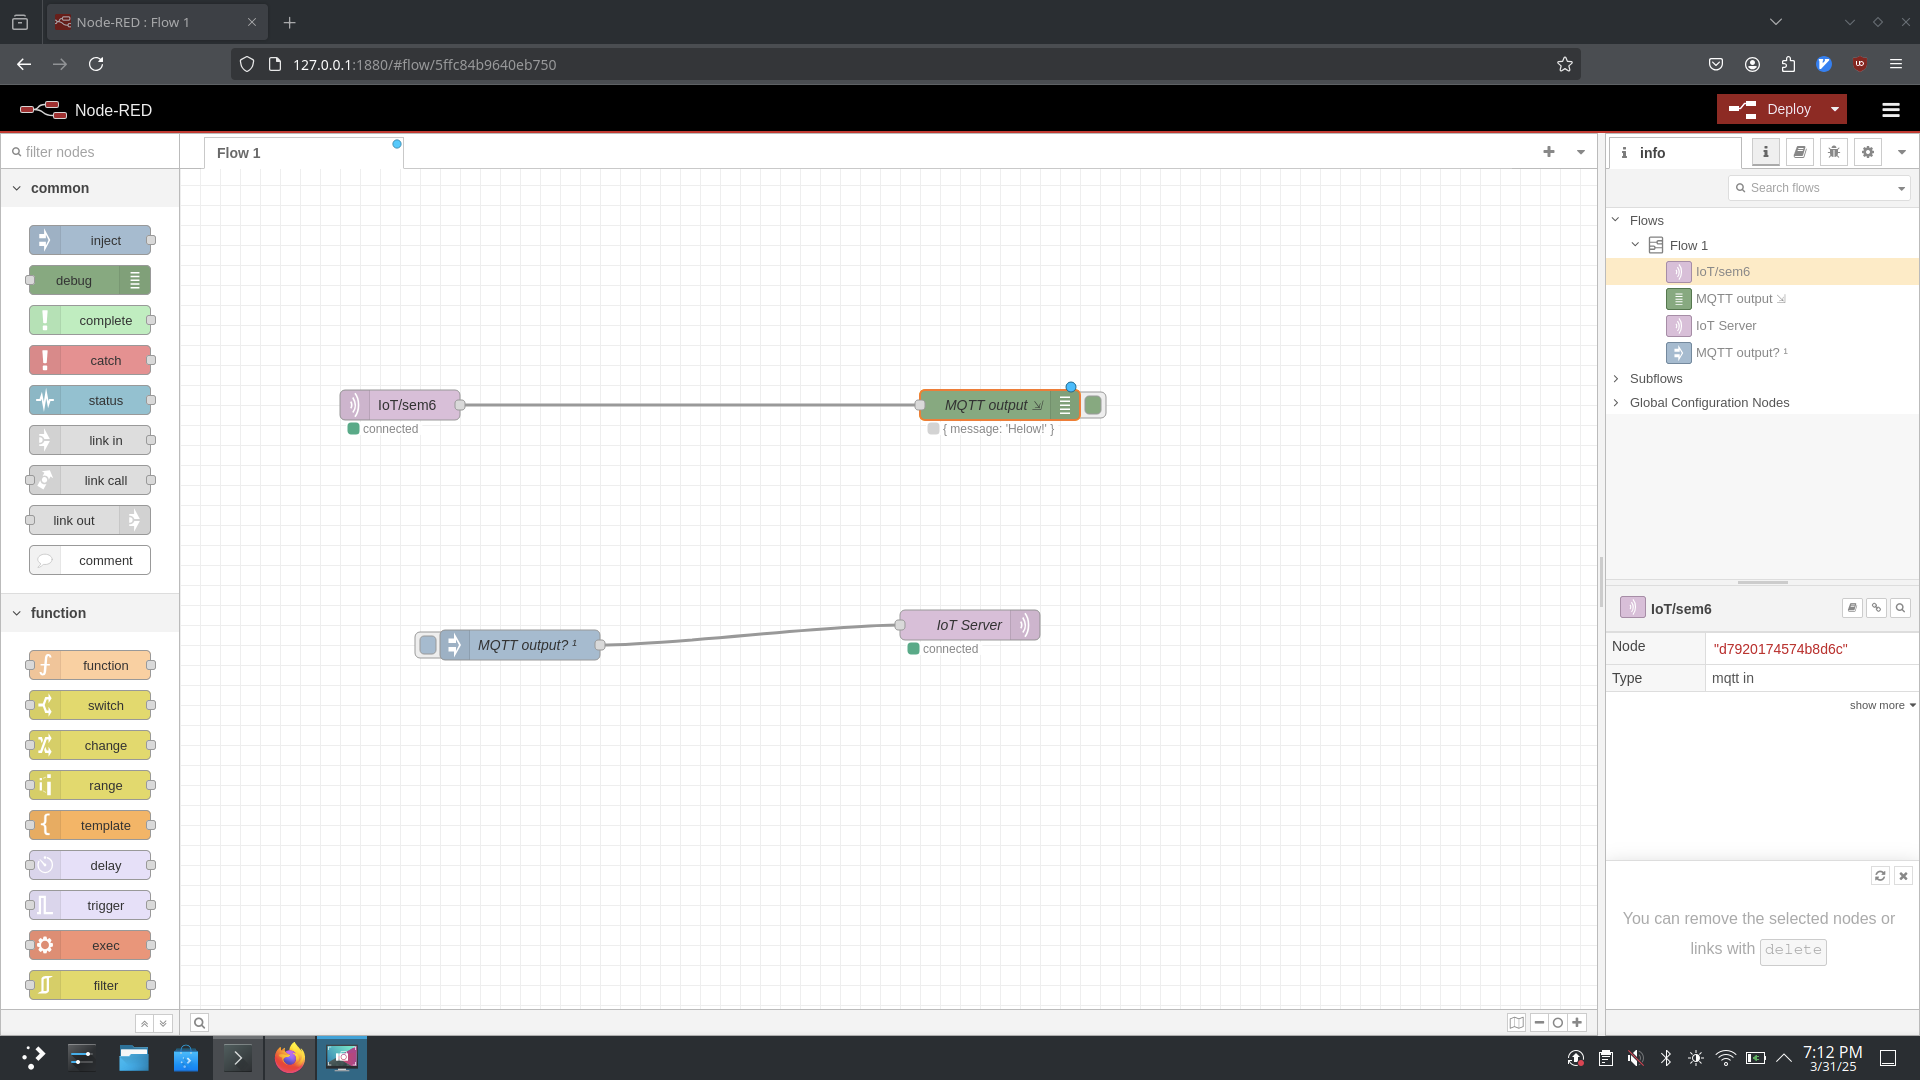 Node-RED : Flow 1
127.0.0.1:1880/#flow/5ffc84b9640eb750
Node-RED
Deploy
filter nodes
Flow 1
info
common
Search flows
inject
debug
complete
catch
status
link in
link call
link out
comment
function
function
switch
change
range
template
delay
trigger
exec
filter
IoT/sem6
connected
MQTT output ⇲
{ message: 'Helow!' }
MQTT output? ¹
IoT Server
connected
Flows
Flow 1
IoT/sem6
MQTT output ⇲
IoT Server
MQTT output? ¹
Subflows
Global Configuration Nodes
IoT/sem6
Node "d7920174574b8d6c"
Type mqtt in
show more
You can remove the selected nodes or
links with delete
7:12 PM
3/31/25